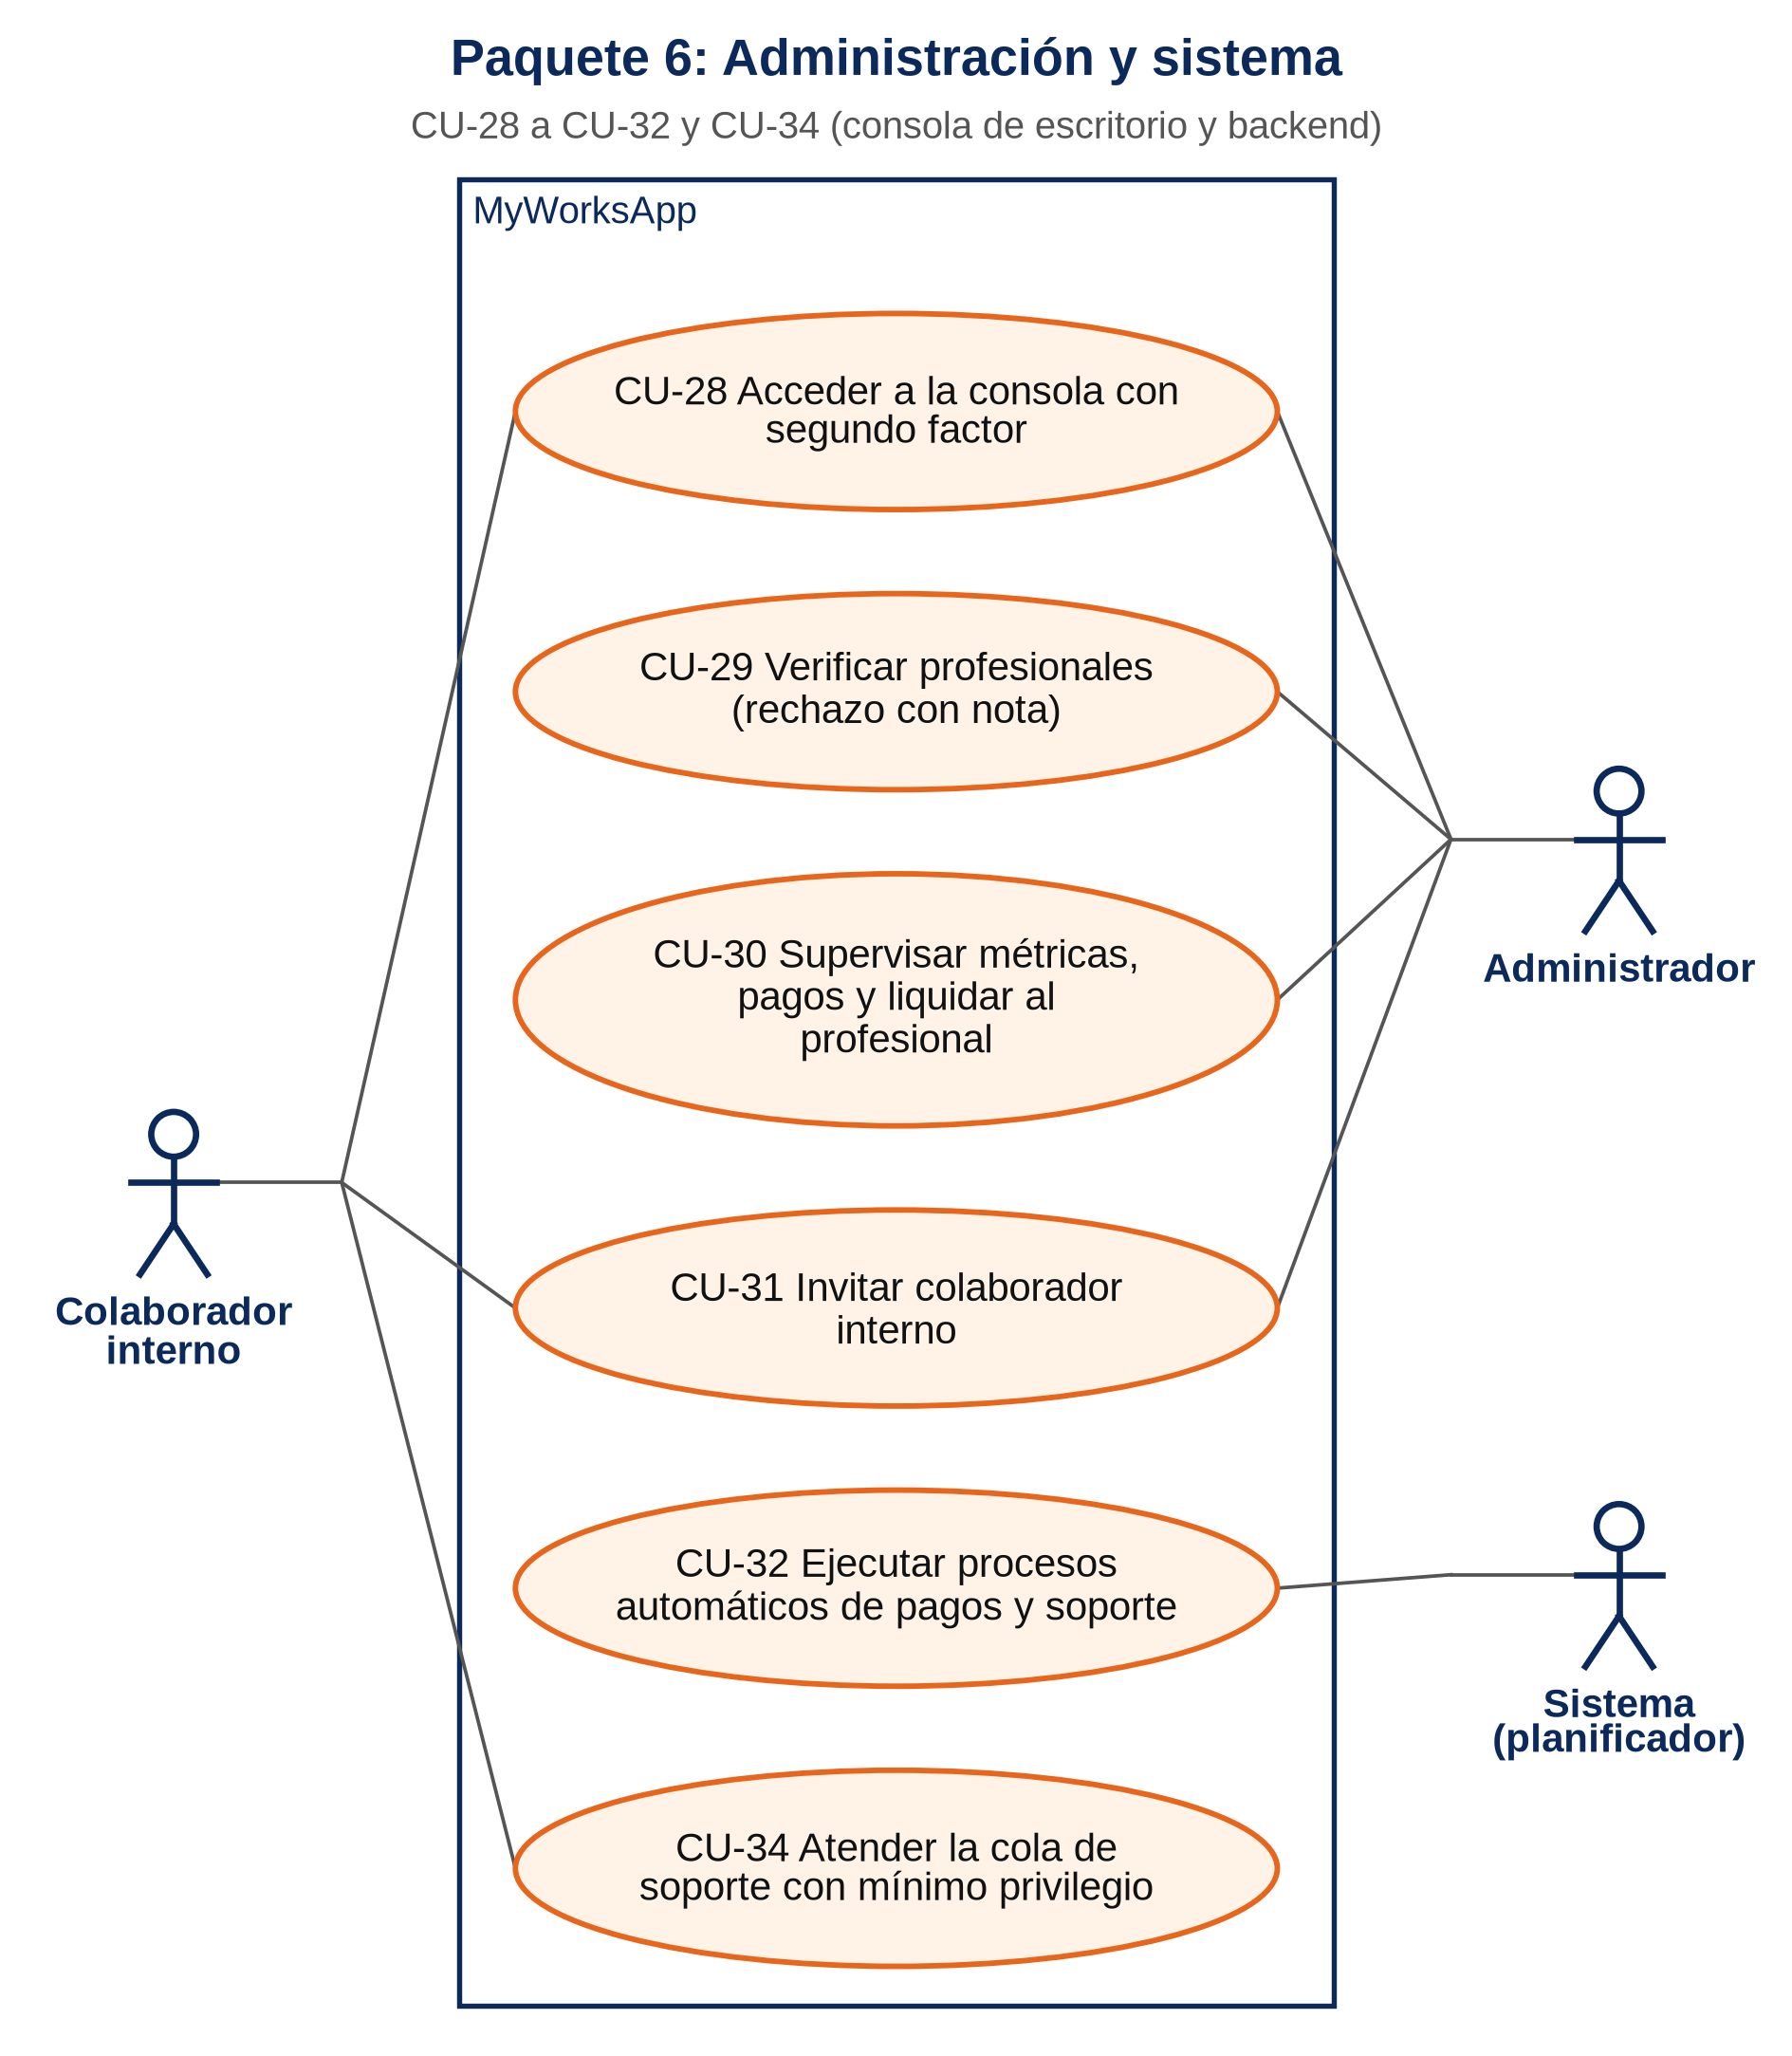 Paquete 6: Administración y sistema
CU-28 a CU-32 y CU-34 (consola de escritorio y backend)
MyWorksApp
CU-28 Acceder a la consola con
segundo factor
CU-29 Verificar profesionales
(rechazo con nota)
Administrador
CU-30 Supervisar métricas,
pagos y liquidar al
profesional
Colaborador
interno
CU-31 Invitar colaborador
interno
CU-32 Ejecutar procesos
automáticos de pagos y soporte
Sistema
(planificador)
CU-34 Atender la cola de
soporte con mínimo privilegio